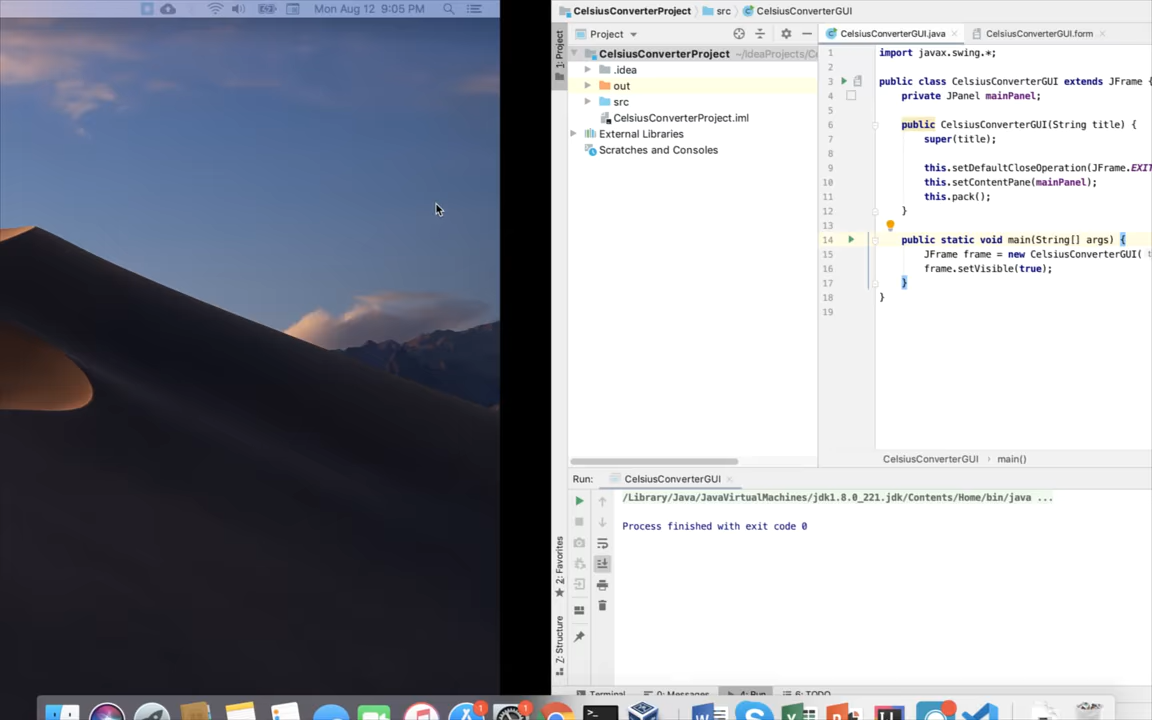 Mon Aug 12 9:05 PM
CelsiusConverterProject src CelsiusConverterGUI
1: Project
Project
CelsiusConverterProject ~/IdeaProjects/Ce
.idea
out
src
CelsiusConverterProject.iml
External Libraries
Scratches and Consoles
CelsiusConverterGUI.java CelsiusConverterGUI.form
1 import javax.swing.*;
2
3 public class CelsiusConverterGUI extends JFrame {
4 private JPanel mainPanel;
5
6 public CelsiusConverterGUI(String title) {
7 super(title);
8
9 this.setDefaultCloseOperation(JFrame.EXIT
10 this.setContentPane(mainPanel);
11 this.pack();
12 }
13
14 public static void main(String[] args) {
15 JFrame frame = new CelsiusConverterGUI( t
16 frame.setVisible(true);
17 }
18 }
19
CelsiusConverterGUI main()
Run: CelsiusConverterGUI
/Library/Java/JavaVirtualMachines/jdk1.8.0_221.jdk/Contents/Home/bin/java ...
Process finished with exit code 0
2: Favorites
7: Structure
Terminal 0: Messages 4: Run 6: TODO
1
1